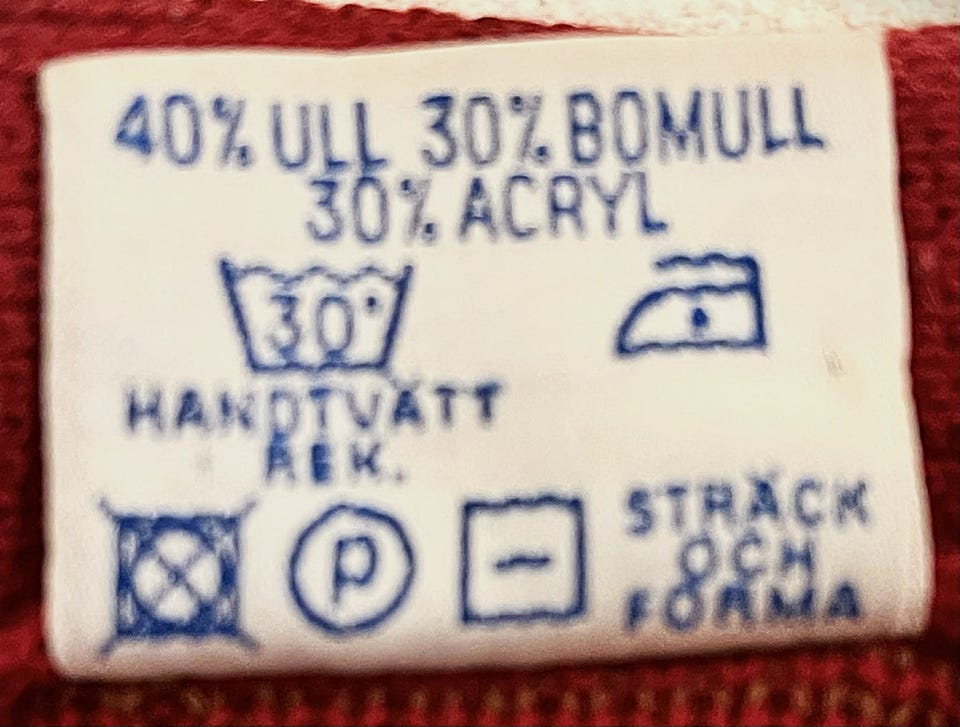 40% ULL 30% BOMULL
30% ACRYL
30°
HANDTVÄTT
REK.
P
STRÄCK
OCH
FORMA